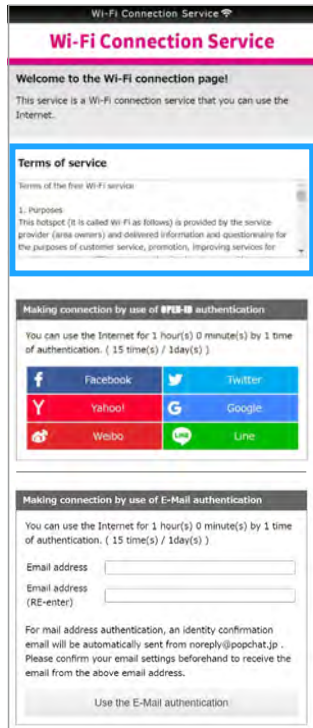 Wi-Fi Connection Service
Wi-Fi Connection Service
Welcome to the Wi-Fi connection page!
This service is a Wi-Fi connection service that you can use the
Internet.
Terms of service
Terms of the free Wi-Fi service
1. Purposes
This hotspot (it is called Wi-Fi as follows) is provided by the service
provider (area owners) and delivered information and questionnaire for
the purposes of customer service, promotion, improving services for
Making connection by use of OPEN-ID authentication
You can use the Internet for 1 hour(s) 0 minute(s) by 1 time
of authentication. ( 15 time(s) / 1day(s) )
Facebook
Twitter
Yahoo!
Google
Weibo
LINE Line
Making connection by use of E-Mail authentication
You can use the Internet for 1 hour(s) 0 minute(s) by 1 time
of authentication. ( 15 time(s) / 1day(s) )
Email address
Email address
(RE-enter)
For mail address authentication, an identity confirmation
email will be automatically sent from noreply@popchat.jp .
Please confirm your email settings beforehand to receive the
email from the above email address.
Use the E-Mail authentication